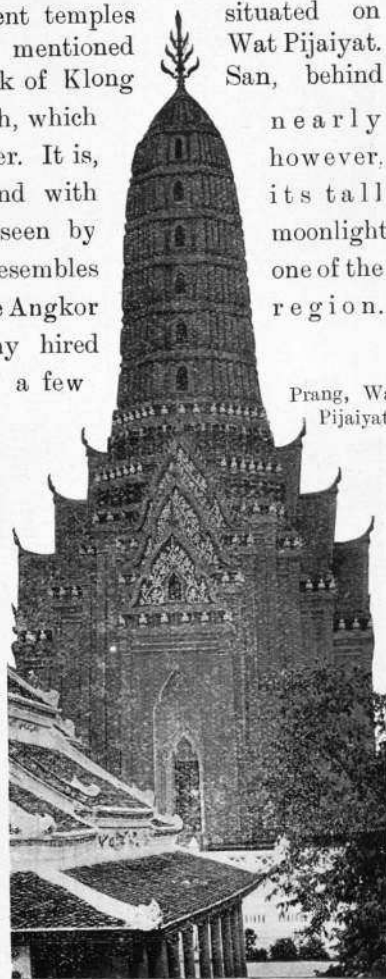 ent temples situated on
mentioned Wat Pijaiyat.
k of Klong San, behind
h, which nearly
er. It is, however,
nd with its tall
seen by moonlight
esembles one of the
e Angkor region.
y hired
a few
Prang, Wa
Pijaiyat